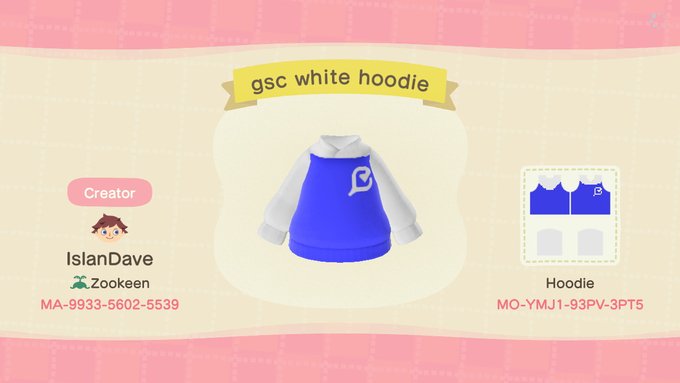 gsc white hoodie
Creator
IslanDave
Zookeen
MA-9933-5602-5539
Hoodie
MO-YMJ1-93PV-3PT5